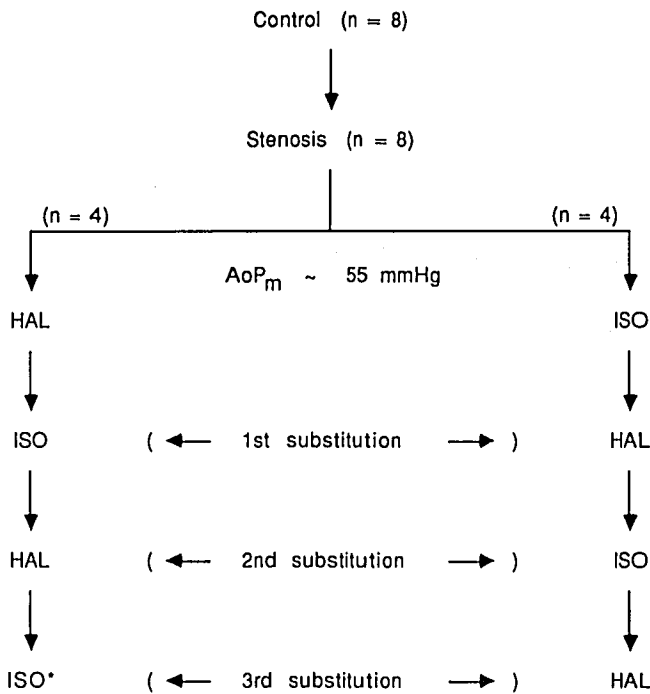 Control (n = 8)
Stenosis (n = 8)
(n = 4) (n = 4)
AoPm ~ 55 mmHg
HAL ISO
ISO ( 1st substitution ) HAL
HAL ( 2nd substitution ) ISO
ISO* ( 3rd substitution ) HAL